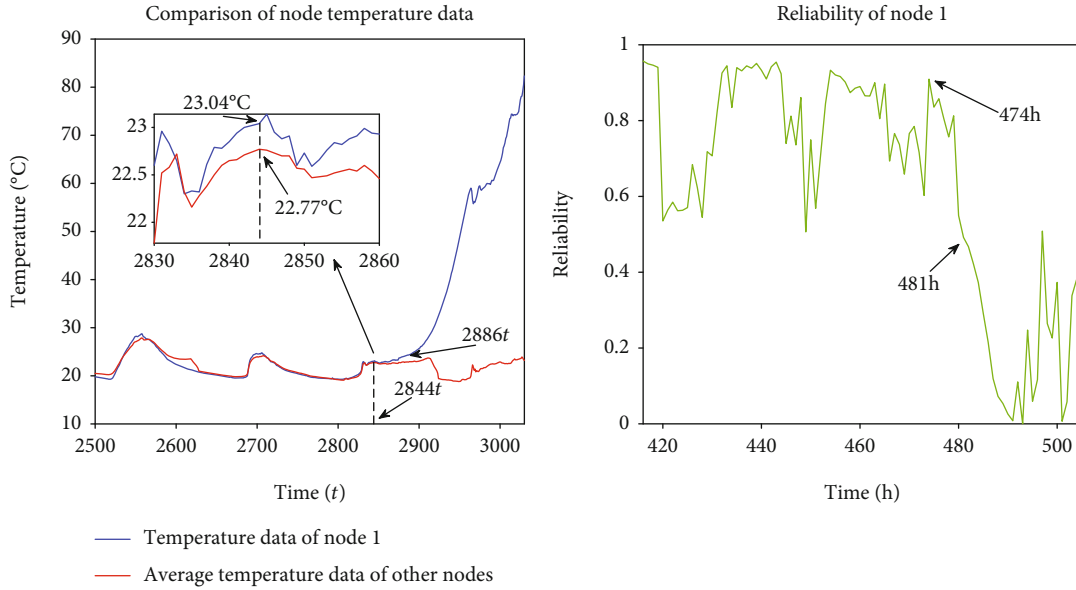 Comparison of node temperature data
90
80
70
60
50
40
30
20
10
Temperature (°C)
2500
2600
2700
2800
2900
3000
Time (t)
23
22.5
22
2830
2840
2850
2860
23.04°C
22.77°C
2886t
2844t
Temperature data of node 1
Average temperature data of other nodes
Reliability of node 1
1
0.8
0.6
0.4
0.2
0
Reliability
420
440
460
480
500
Time (h)
474h
481h